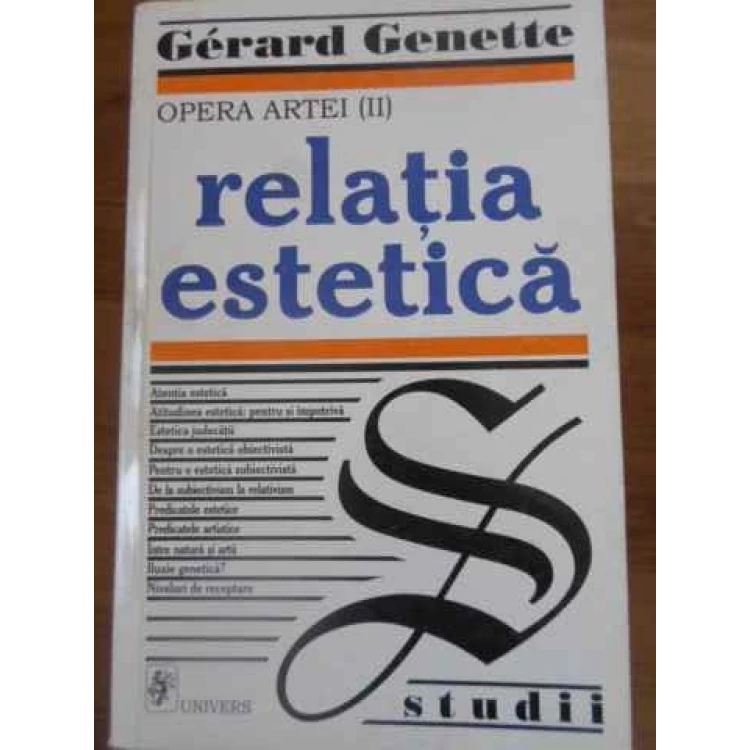 Gérard Genette
OPERA ARTEI (II)
relația
estetică
Atenția estetică
Atitudinea estetică: pentru și împotrivă
Estetica judecății
Despre o estetică obiectivistă
Pentru o estetică subiectivistă
De la subiectivism la relativism
Predicatele estetice
Predicatele artistice
Între natură și artă
Iluzie genetică?
Niveluri de receptare
S
UNIVERS
studii